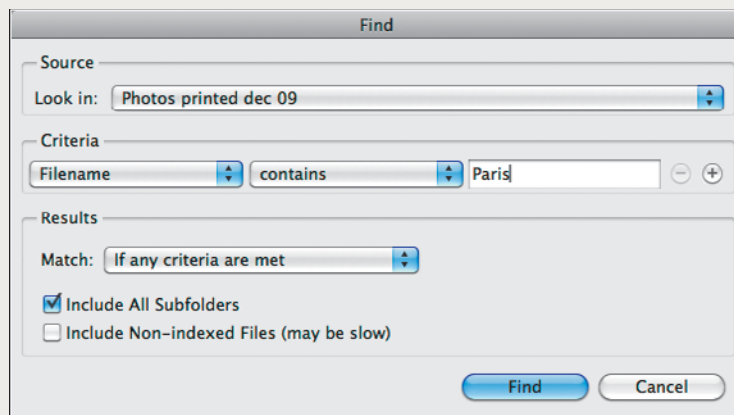 Find
Source
Look in: Photos printed dec 09
Criteria
Filename contains Paris
Results
Match: If any criteria are met
Include All Subfolders
Include Non-indexed Files (may be slow)
Find Cancel